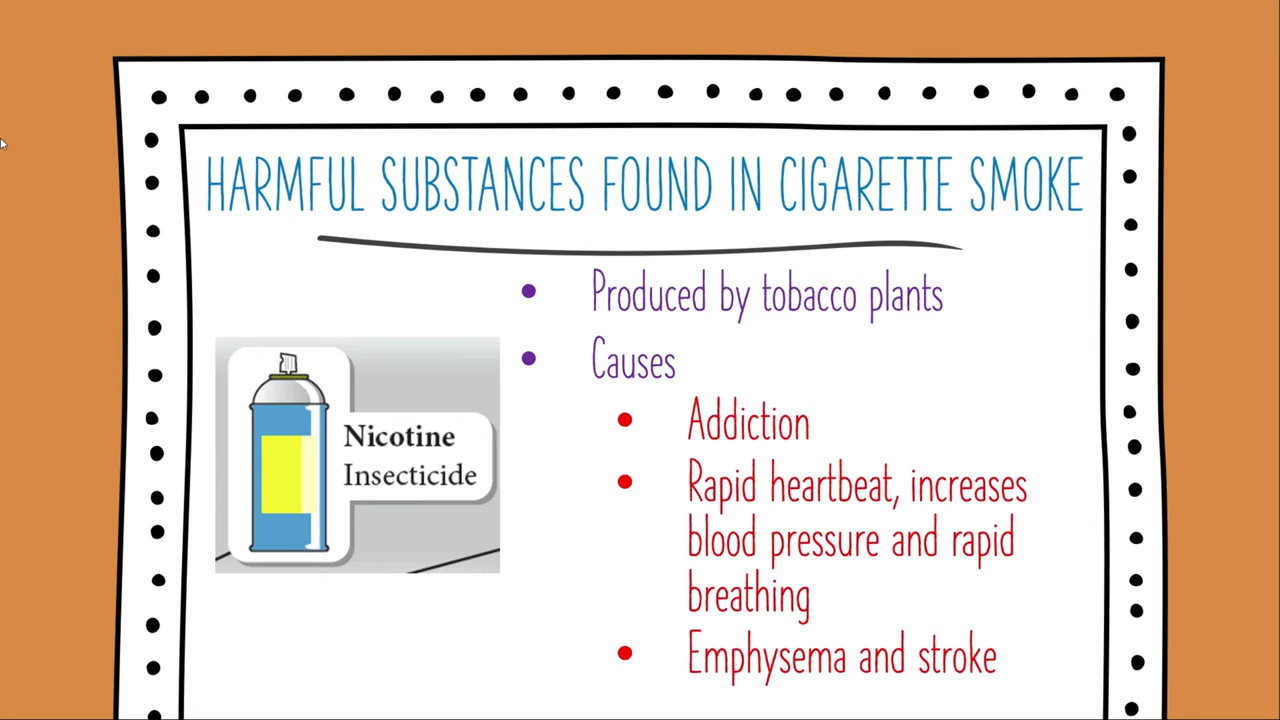 HARMFUL SUBSTANCES FOUND IN CIGARETTE SMOKE
• Produced by tobacco plants
• Causes
• Addiction
• Rapid heartbeat, increases
blood pressure and rapid
breathing
• Emphysema and stroke
Nicotine
Insecticide